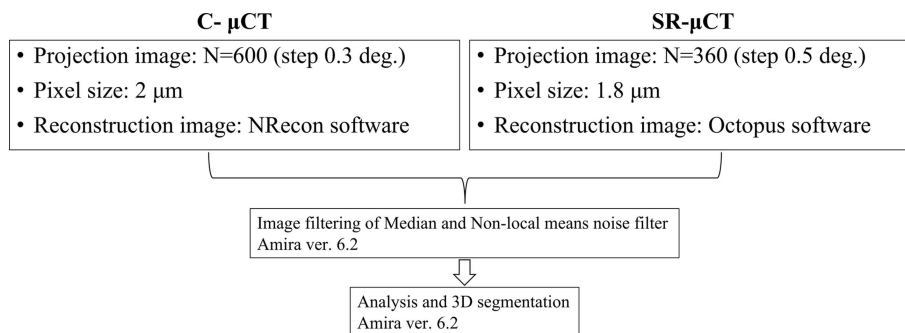 C- μCT
• Projection image: N=600 (step 0.3 deg.)
• Pixel size: 2 μm
• Reconstruction image: NRecon software
SR-μCT
• Projection image: N=360 (step 0.5 deg.)
• Pixel size: 1.8 μm
• Reconstruction image: Octopus software
Image filtering of Median and Non-local means noise filter
Amira ver. 6.2
Analysis and 3D segmentation
Amira ver. 6.2